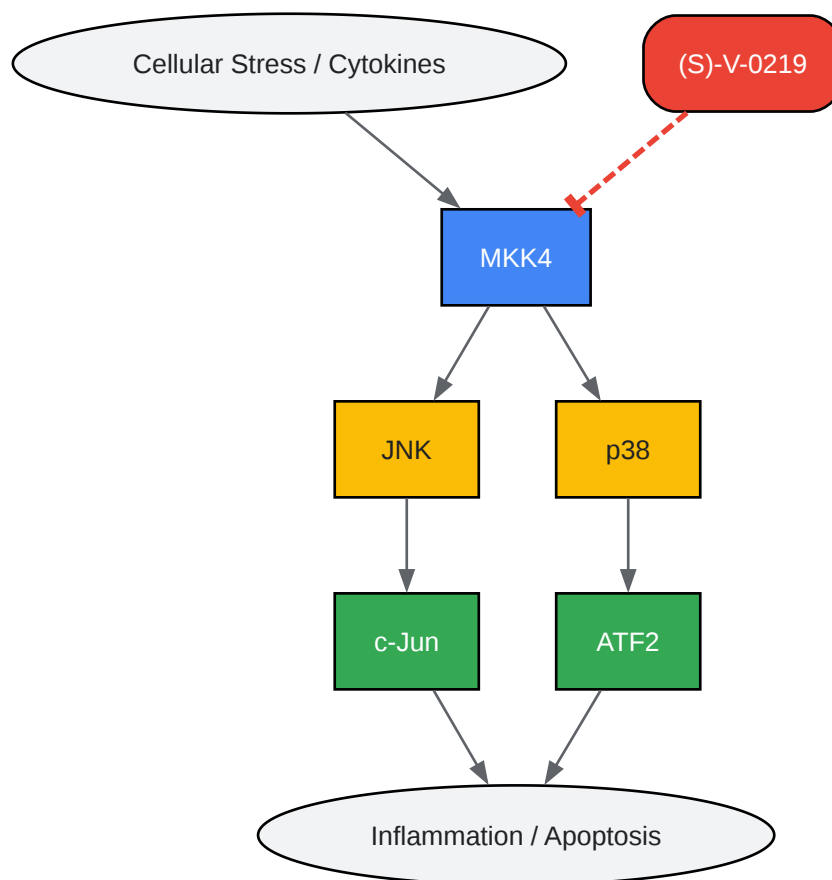 Cellular Stress / Cytokines
(S)-V-0219
MKK4
JNK
p38
c-Jun
ATF2
Inflammation / Apoptosis